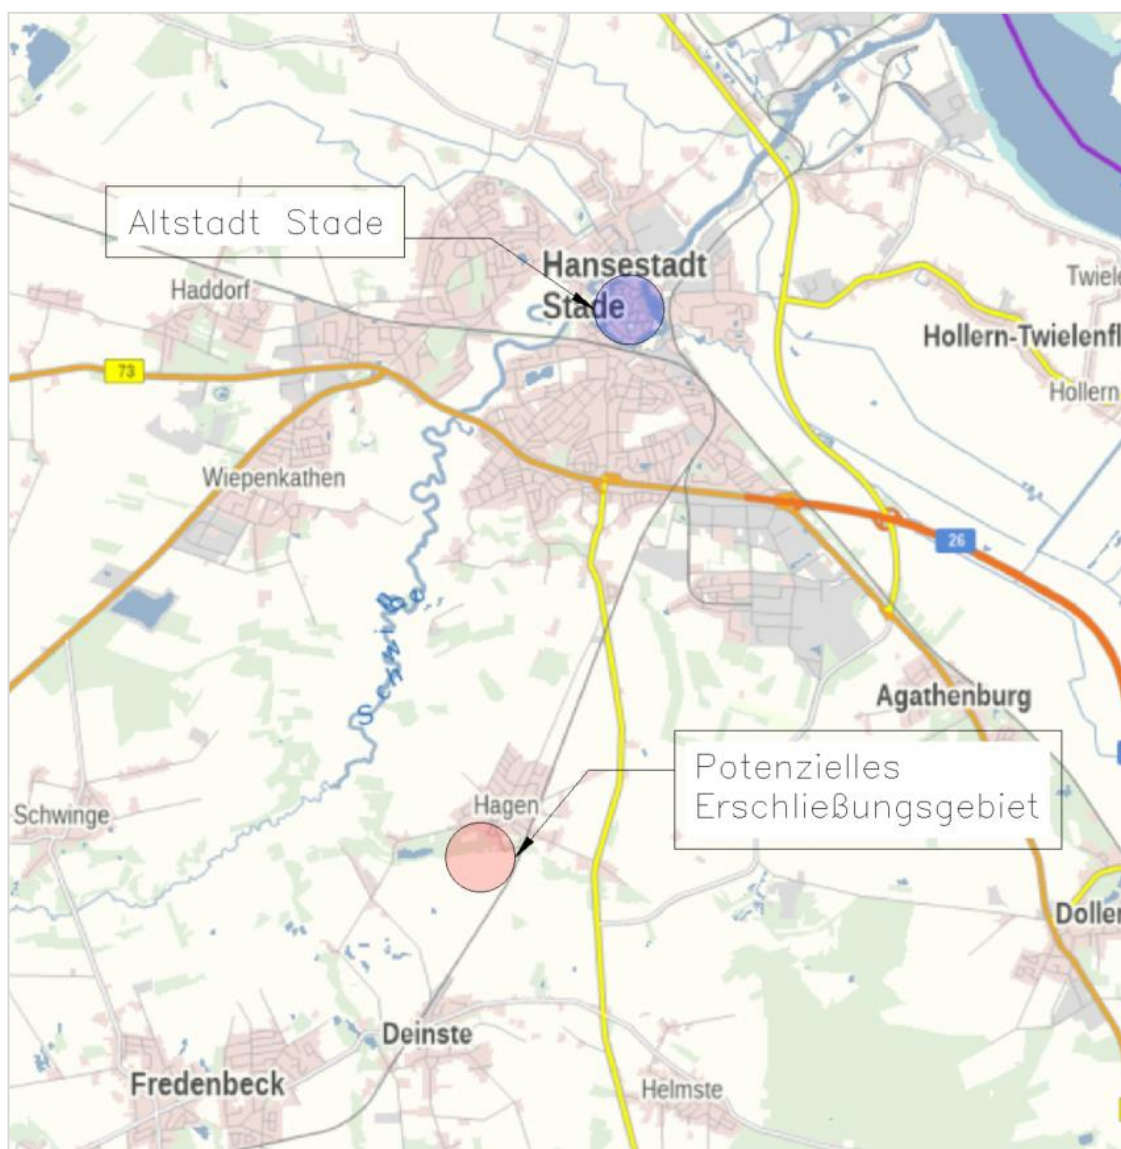 Altstadt Stade
Hansestadt
Stade
Haddorf
Twiele
Hollern-Twielenfl
73
Hollern
Wiepenkathen
26
Schwinge
Agathenburg
Potenzielles
Erschließungsgebiet
Hagen
Schwinge
Doller
Deinste
Fredenbeck
Helmste